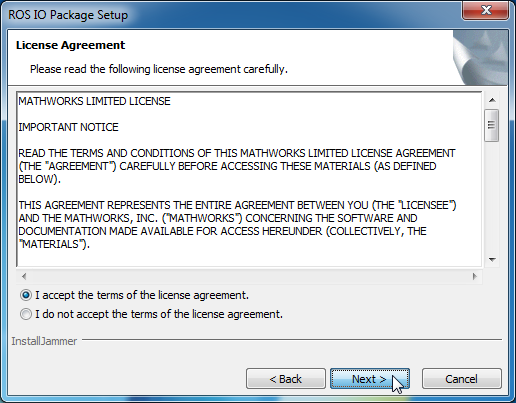 ROS IO Package Setup
License Agreement
Please read the following license agreement carefully.
MATHWORKS LIMITED LICENSE
IMPORTANT NOTICE
READ THE TERMS AND CONDITIONS OF THIS MATHWORKS LIMITED LICENSE AGREEMENT
(THE "AGREEMENT") CAREFULLY BEFORE ACCESSING THESE MATERIALS (AS DEFINED
BELOW).
THIS AGREEMENT REPRESENTS THE ENTIRE AGREEMENT BETWEEN YOU (THE "LICENSEE")
AND THE MATHWORKS, INC. ("MATHWORKS") CONCERNING THE SOFTWARE AND
DOCUMENTATION MADE AVAILABLE FOR ACCESS HEREUNDER (COLLECTIVELY, THE
"MATERIALS").
I accept the terms of the license agreement.
I do not accept the terms of the license agreement.
InstallJammer
< Back
Next >
Cancel